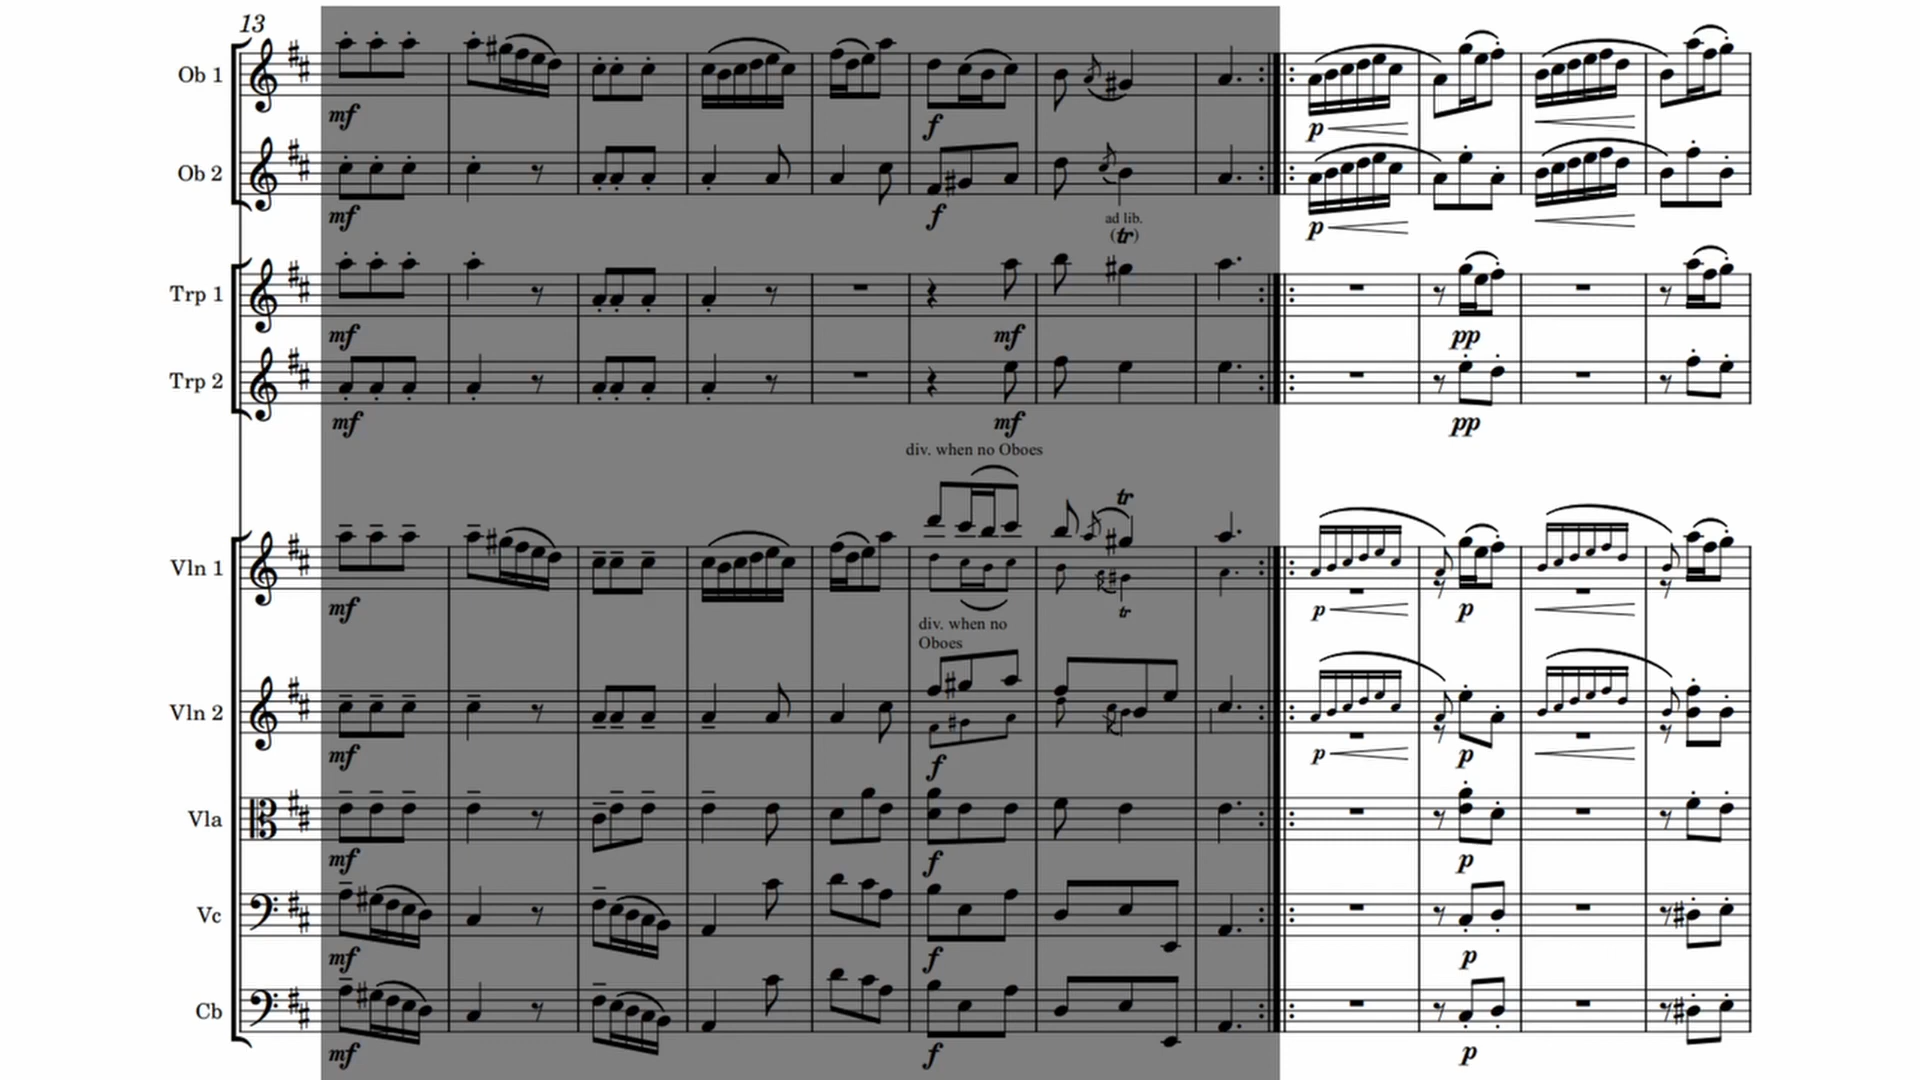 13
Ob 1
mf
f
p
Ob 2
mf
f
p
ad lib.
(tr)
Trp 1
mf
mf
pp
Trp 2
mf
mf
pp
div. when no Oboes
tr
Vln 1
mf
tr
p
p
div. when no
Oboes
Vln 2
mf
f
p
p
Vla
mf
f
p
Vc
mf
f
p
Cb
mf
f
p